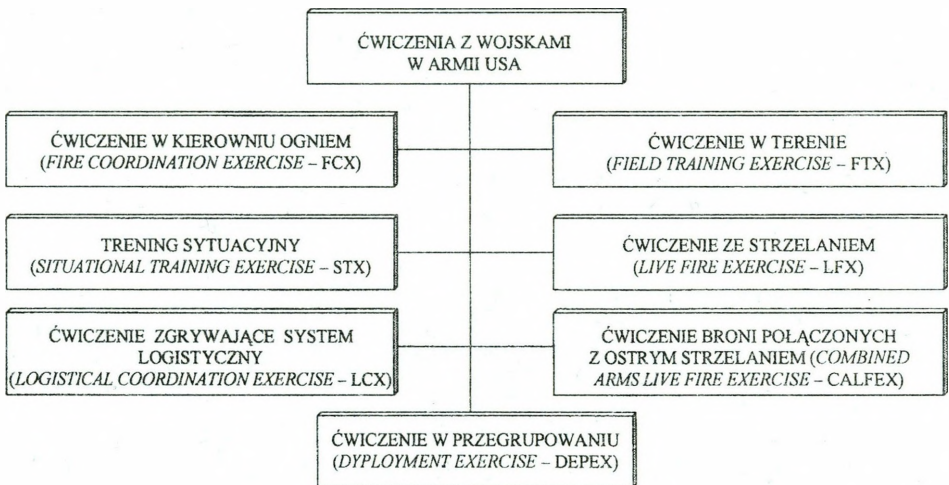 ĆWICZENIA Z WOJSKAMI
W ARMII USA
ĆWICZENIE W KIEROWNIU OGNIEM
(FIRE COORDINATION EXERCISE – FCX)
ĆWICZENIE W TERENIE
(FIELD TRAINING EXERCISE – FTX)
TRENING SYTUACYJNY
(SITUATIONAL TRAINING EXERCISE – STX)
ĆWICZENIE ZE STRZELANIEM
(LIVE FIRE EXERCISE – LFX)
ĆWICZENIE ZGRYWAJĄCE SYSTEM
LOGISTYCZNY
(LOGISTICAL COORDINATION EXERCISE – LCX)
ĆWICZENIE BRONI POŁĄCZONYCH
Z OSTRYM STRZELANIEM (COMBINED
ARMS LIVE FIRE EXERCISE – CALFEX)
ĆWICZENIE W PRZEGRUPOWANIU
(DYPLOYMENT EXERCISE – DEPEX)